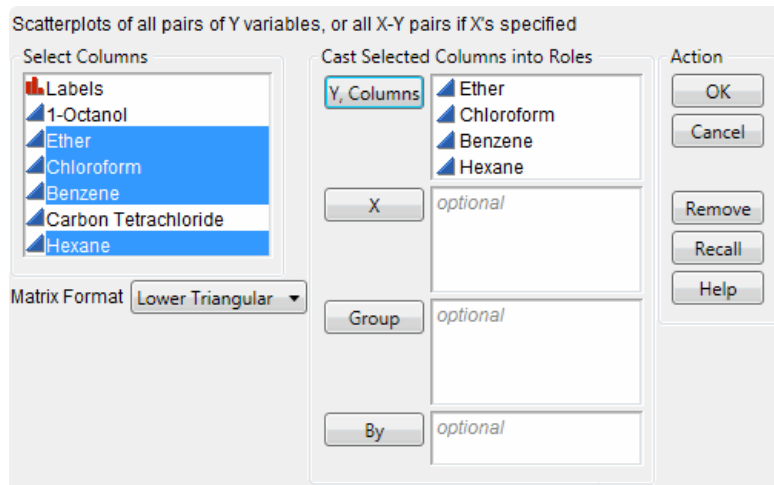 Scatterplots of all pairs of Y variables, or all X-Y pairs if X's specified
Select Columns
Labels
1-Octanol
Ether
Chloroform
Benzene
Carbon Tetrachloride
Hexane
Matrix Format Lower Triangular
Cast Selected Columns into Roles
Y, Columns
Ether
Chloroform
Benzene
Hexane
X
optional
Group
optional
By
optional
Action
OK
Cancel
Remove
Recall
Help